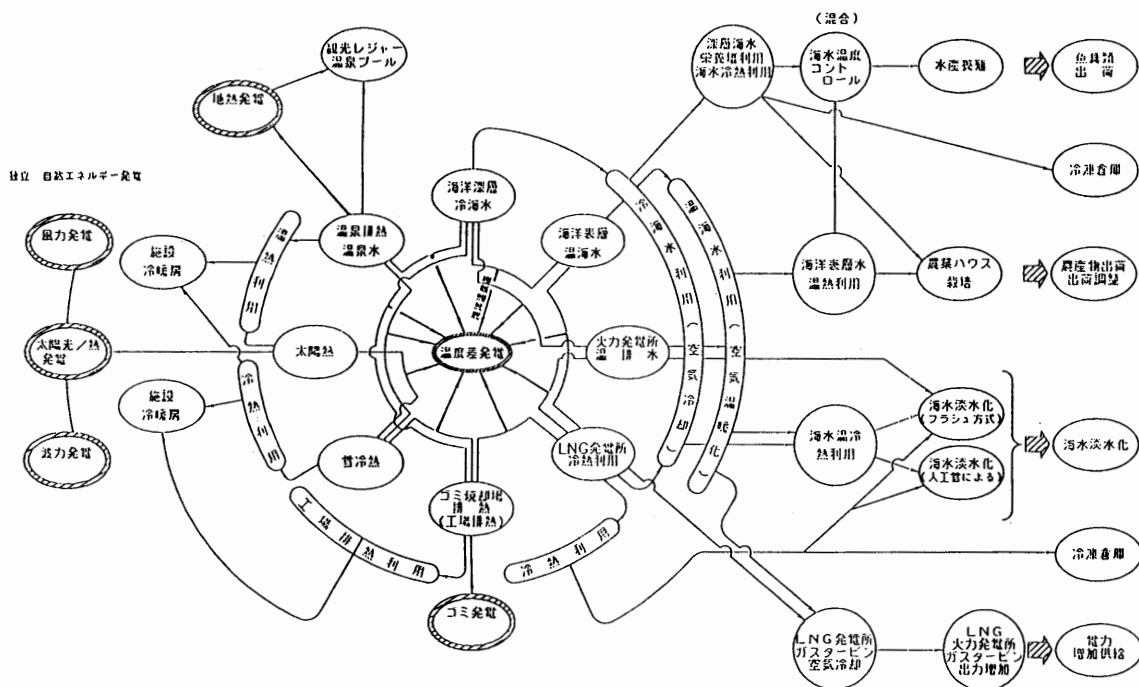 (混合)
観光レジャー
温泉プール
深層海水
栄養塩利用
海水冷熱利用
海水温度
コント
ロール
水産養殖
魚貝類
出荷
地熱発電
冷凍倉庫
独立 自然エネルギー発電
海洋深層
冷海水
風力発電
施設
冷暖房
温熱利用
温泉排熱
温泉水
海洋表層
温海水
冷海水利用(空気冷却)
温海水利用(空気温暖化)
海洋表層水
温熱利用
農業ハウス
栽培
農産物出荷
出荷調整
太陽光/熱
発電
太陽熱
温度差発電
火力発電所
温排水
施設
冷暖房
冷熱利用
海水淡水化
(フラッシュ方式)
波力発電
雪冷熱
LNG発電所
冷熱利用
海水温冷
熱利用
海水淡水化
海水淡水化
(人工雪による)
ゴミ焼却場
排熱
(工場排熱)
工場排熱利用
冷熱利用
冷凍倉庫
ゴミ発電
LNG発電所
ガスタービン
空気冷却
LNG
火力発電所
ガスタービン
出力増加
電力
増加供給